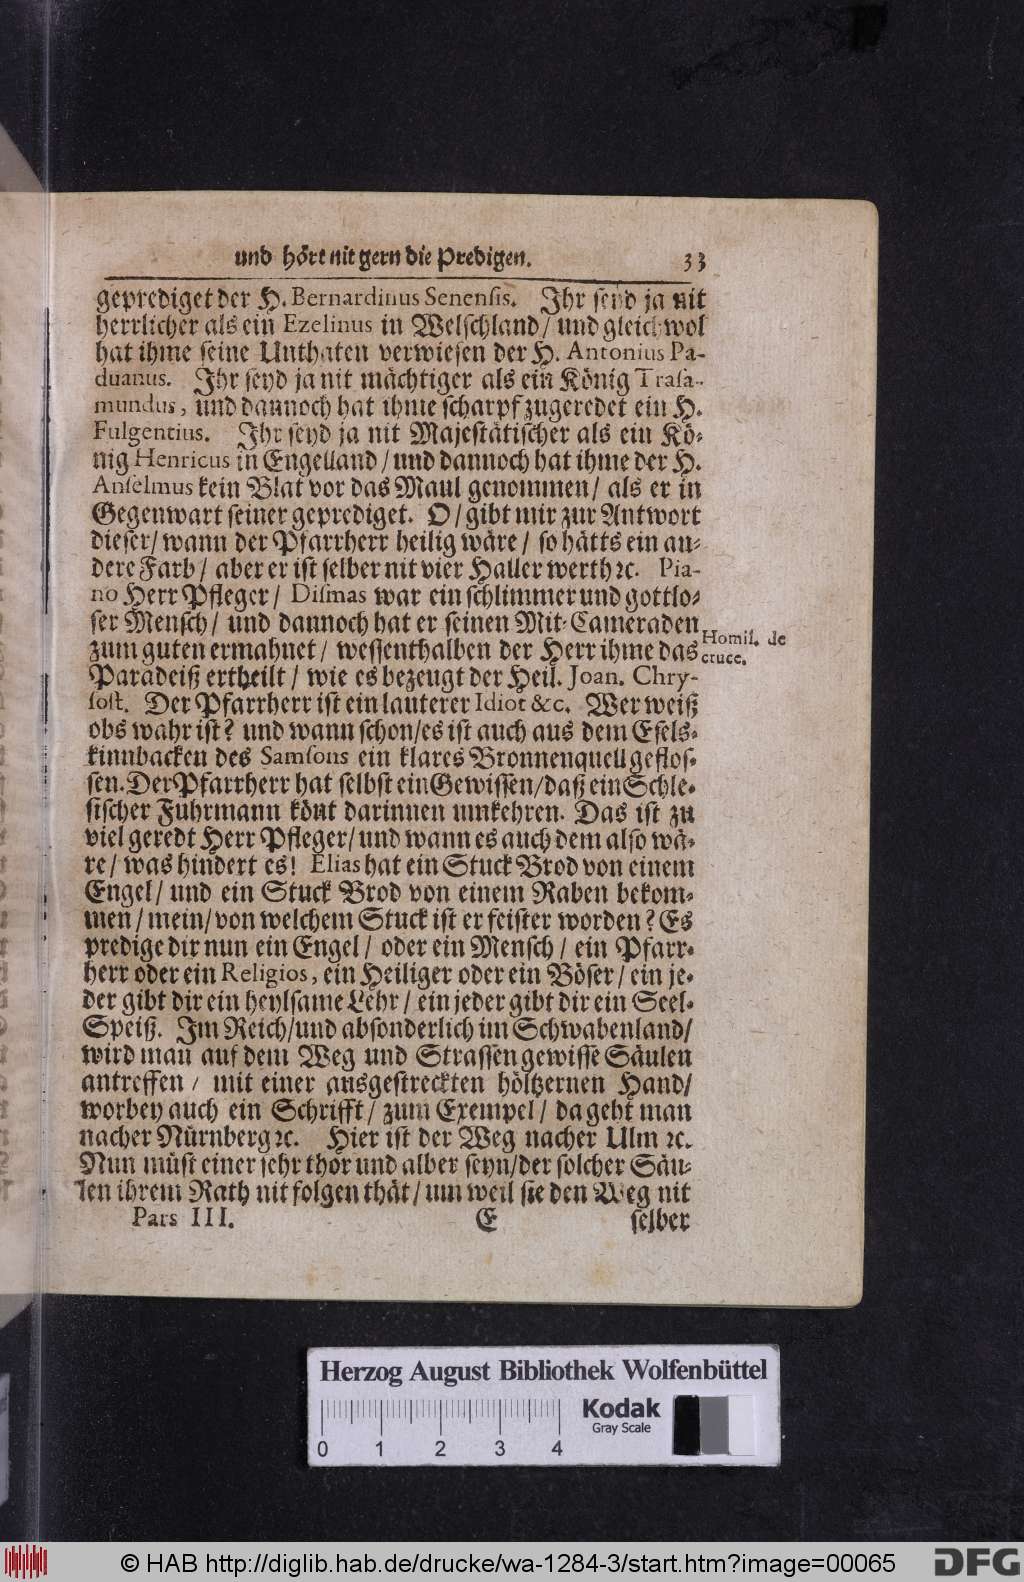 und hört nit gern die Predigen. 33
geprediget der H. Bernardinus Senensis. Ihr seyd ja nit
herrlicher als ein Ezelinus in Welschland / und gleichwol
hat ihme seine Unthaten verwiesen der H. Antonius Pa-
duanus. Ihr seyd ja nit mächtiger als ein König Trasa-
mundus, und dannoch hat ihme scharpf zugeredet ein H.
Fulgentius. Ihr seyd ja nit Majestätischer als ein Kö-
nig Henricus in Engelland / und dannoch hat ihme der H.
Anselmus kein Blat vor das Maul genommen / als er in
Gegenwart seiner geprediget. O / gibt mir zur Antwort
dieser / wann der Pfarrherr heilig wäre / so hätts ein an-
dere Farb / aber er ist selber nit vier Haller werth ꝛc. Pia-
no Herr Pfleger / Dismas war ein schlimmer und gottlo-
ser Mensch / und dannoch hat er seinen Mit-Cameraden
zum guten ermahnet / wessenthalben der Herr ihme das
Homil. de
cruce.
Paradeiß ertheilt / wie es bezeugt der Heil. Joan. Chry-
sost. Der Pfarrherr ist ein lauterer Idiot &c. Wer weiß
obs wahr ist? und wann schon / es ist auch aus dem Esels-
kinnbacken des Samsons ein klares Bronnenquell geflos-
sen. Der Pfarrherr hat selbst ein Gewissen / daß ein Schle-
sischer Fuhrmann könt darinnen umkehren. Das ist zu
viel geredt Herr Pfleger / und wann es auch dem also wä-
re / was hindert es! Elias hat ein Stuck Brod von einem
Engel / und ein Stuck Brod von einem Raben bekom-
men / mein / von welchem Stuck ist er feister worden? Es
predige dir nun ein Engel / oder ein Mensch / ein Pfarr-
herr oder ein Religios, ein Heiliger oder ein Böser / ein je-
der gibt dir ein heylsame Lehr / ein jeder gibt dir ein Seel-
Speiß. Im Reich / und absonderlich im Schwabenland /
wird man auf dem Weg und Strassen gewisse Säulen
antreffen / mit einer ausgestreckten höltzernen Hand /
worbey auch ein Schrifft / zum Exempel / da geht man
nacher Nürnberg ꝛc. Hier ist der Weg nacher Ulm ꝛc.
Nun müst einer sehr thor und alber seyn / der solcher Säu-
len ihrem Rath nit folgen thät / um weil sie den Weg nit
Pars III. E selber
Herzog August Bibliothek Wolfenbüttel
Kodak
Gray Scale
0 1 2 3 4
© HAB http://diglib.hab.de/drucke/wa-1284-3/start.htm?image=00065
DFG